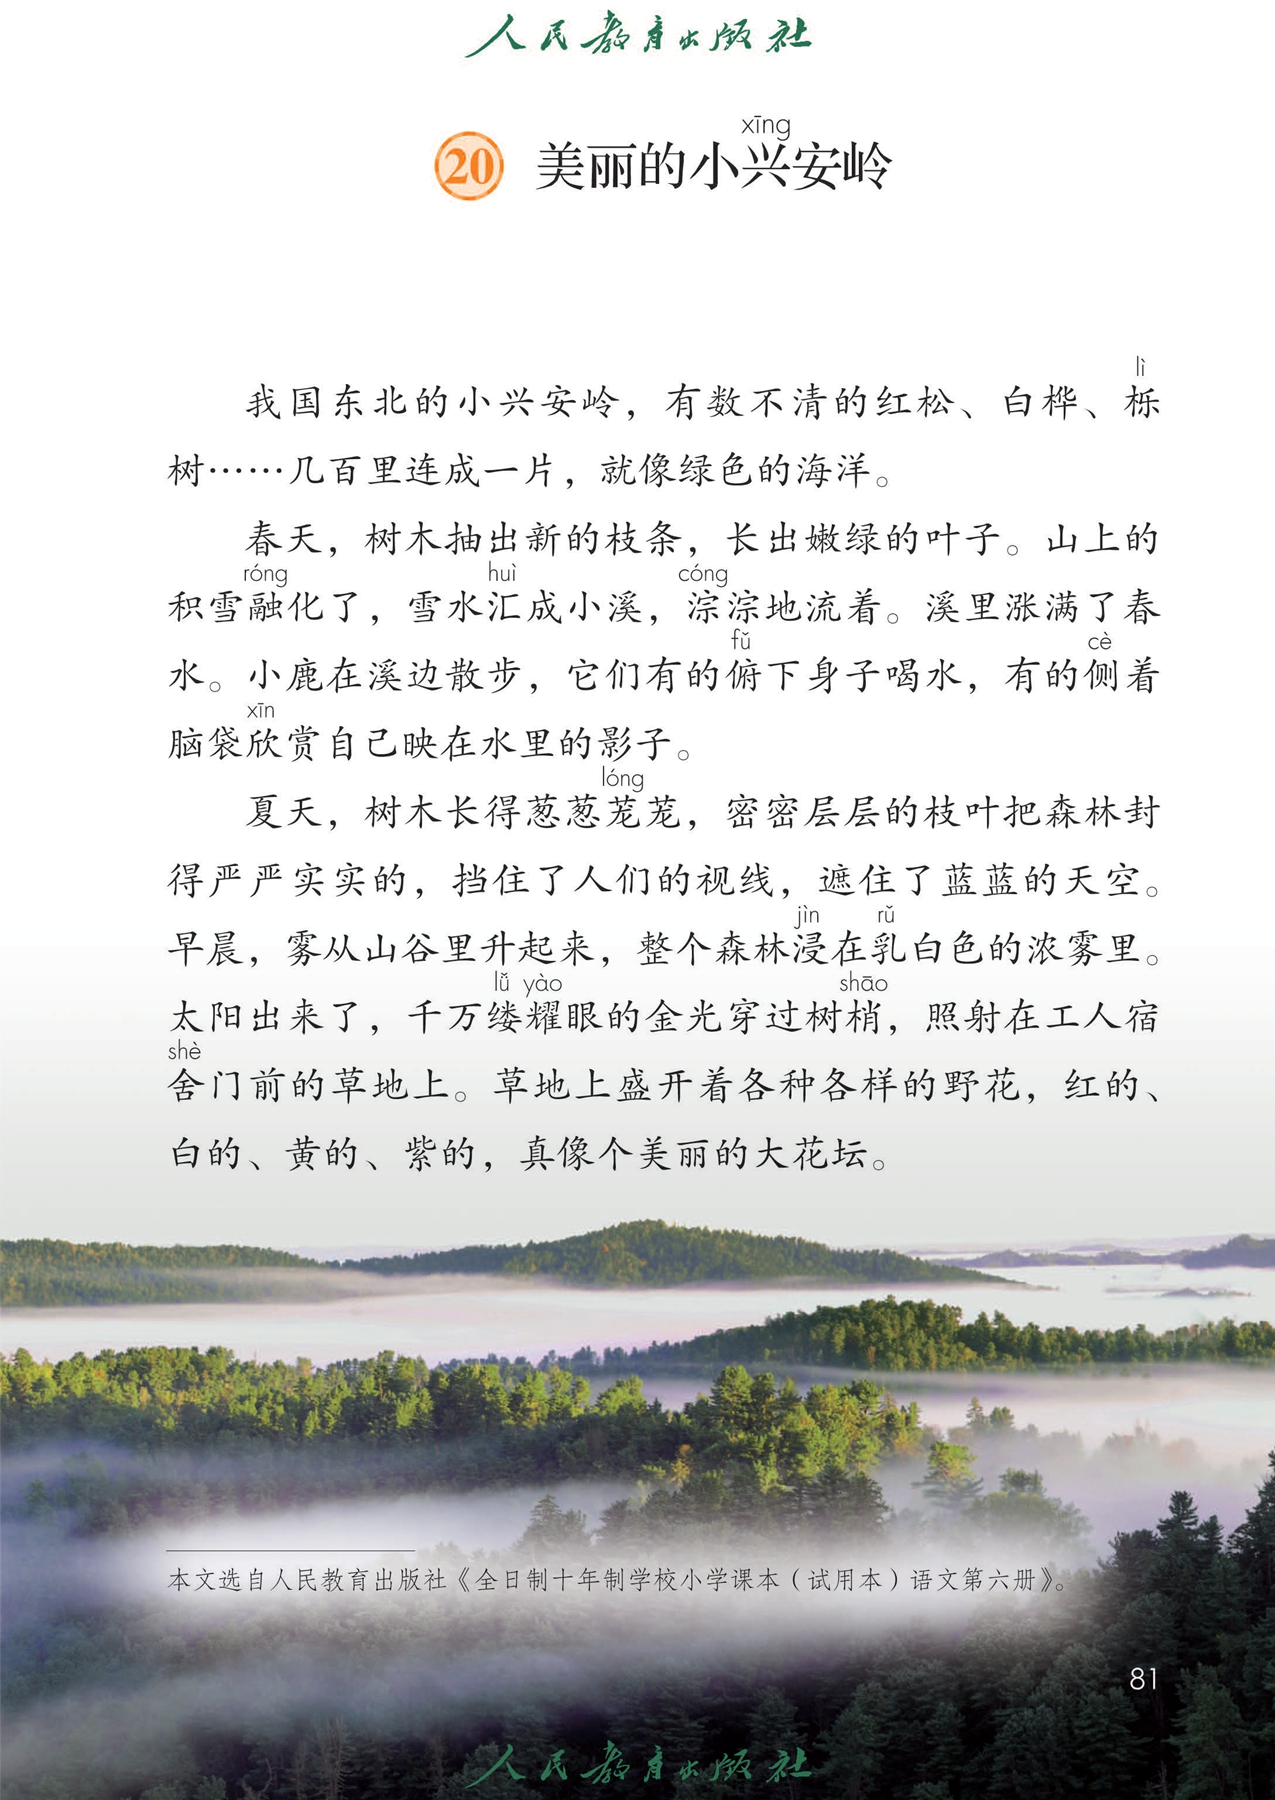 人民教育出版社
xīng
20 美丽的小兴安岭
lì
我国东北的小兴安岭，有数不清的红松、白桦、栎
树……几百里连成一片，就像绿色的海洋。
春天，树木抽出新的枝条，长出嫩绿的叶子。山上的
róng huì cóng
积雪融化了，雪水汇成小溪，淙淙地流着。溪里涨满了春
fǔ cè
水。小鹿在溪边散步，它们有的俯下身子喝水，有的侧着
xīn
脑袋欣赏自己映在水里的影子。
lóng
夏天，树木长得葱葱茏茏，密密层层的枝叶把森林封
得严严实实的，挡住了人们的视线，遮住了蓝蓝的天空。
jìn rǔ
早晨，雾从山谷里升起来，整个森林浸在乳白色的浓雾里。
lǚ yào shāo
太阳出来了，千万缕耀眼的金光穿过树梢，照射在工人宿
shè
舍门前的草地上。草地上盛开着各种各样的野花，红的、
白的、黄的、紫的，真像个美丽的大花坛。
本文选自人民教育出版社《全日制十年制学校小学课本（试用本）语文第六册》。
81
人民教育出版社